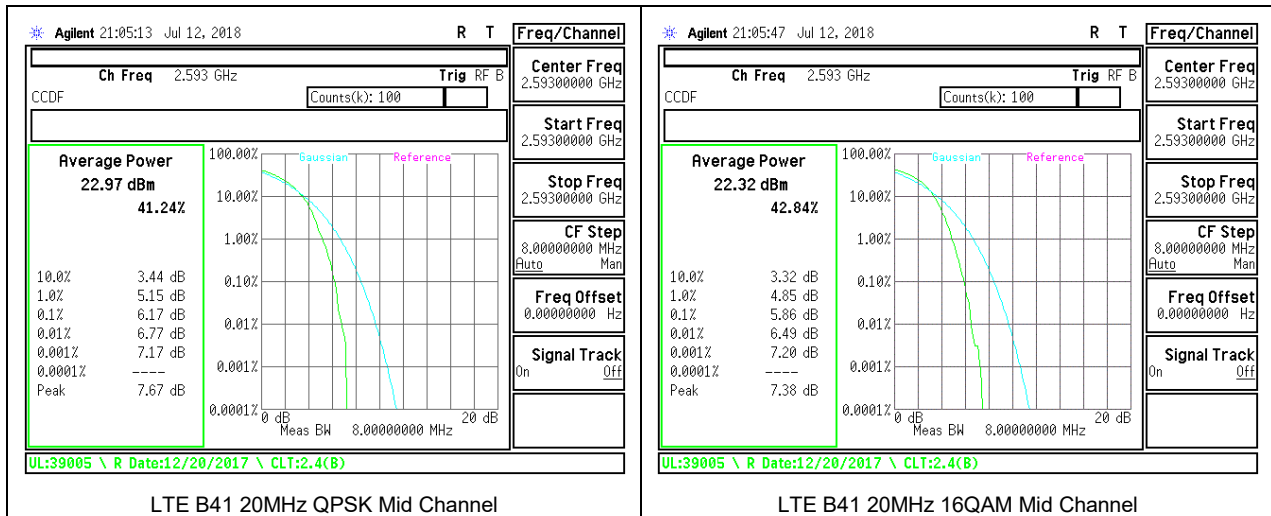 Agilent 21:05:13 Jul 12, 2018 R T Freq/Channel
Ch Freq 2.593 GHz Trig RF B
CCDF Counts(k): 100
Average Power
22.97 dBm
41.24%
10.0% 3.44 dB
1.0% 5.15 dB
0.1% 6.17 dB
0.01% 6.77 dB
0.001% 7.17 dB
0.0001% ----
Peak 7.67 dB
Gaussian Reference
100.00%
10.00%
1.00%
0.10%
0.01%
0.001%
0.0001%
0 dB 20 dB
Meas BW 8.00000000 MHz
Center Freq
2.59300000 GHz
Start Freq
2.59300000 GHz
Stop Freq
2.59300000 GHz
CF Step
8.00000000 MHz
Auto Man
Freq Offset
0.00000000 Hz
Signal Track
On Off
UL:39005 \ R Date:12/20/2017 \ CLT:2.4(B)
LTE B41 20MHz QPSK Mid Channel
Agilent 21:05:47 Jul 12, 2018 R T Freq/Channel
Ch Freq 2.593 GHz Trig RF B
CCDF Counts(k): 100
Average Power
22.32 dBm
42.84%
10.0% 3.32 dB
1.0% 4.85 dB
0.1% 5.86 dB
0.01% 6.49 dB
0.001% 7.20 dB
0.0001% ----
Peak 7.38 dB
Gaussian Reference
100.00%
10.00%
1.00%
0.10%
0.01%
0.001%
0.0001%
0 dB 20 dB
Meas BW 8.00000000 MHz
Center Freq
2.59300000 GHz
Start Freq
2.59300000 GHz
Stop Freq
2.59300000 GHz
CF Step
8.00000000 MHz
Auto Man
Freq Offset
0.00000000 Hz
Signal Track
On Off
UL:39005 \ R Date:12/20/2017 \ CLT:2.4(B)
LTE B41 20MHz 16QAM Mid Channel